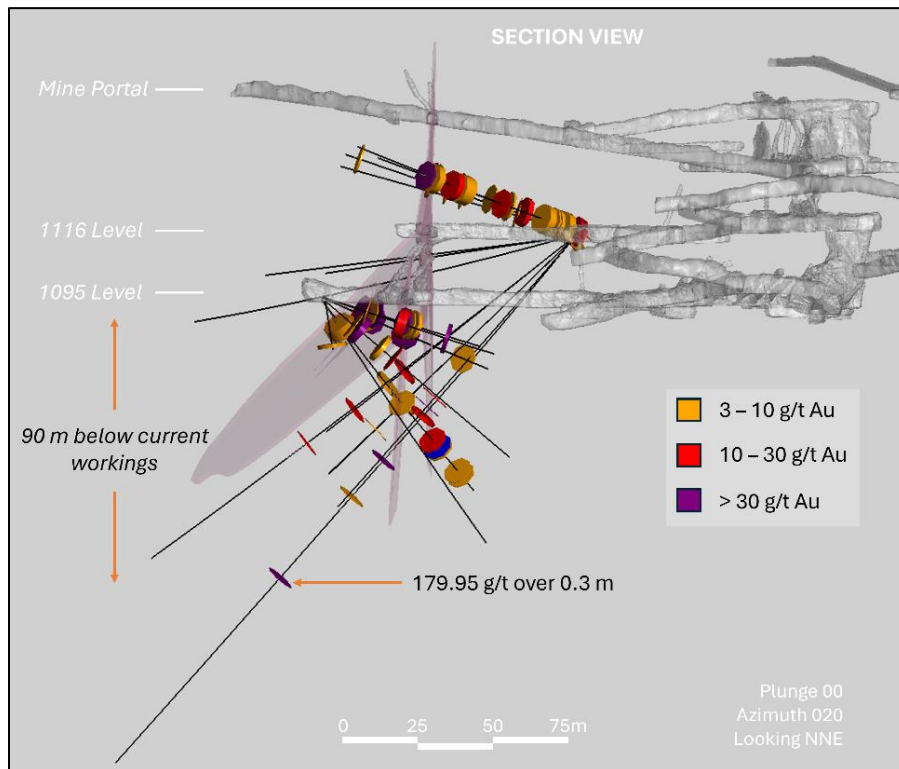 SECTION VIEW
Mine Portal
1116 Level
1095 Level
90 m below current
workings
3 – 10 g/t Au
10 – 30 g/t Au
> 30 g/t Au
179.95 g/t over 0.3 m
0 25 50 75m
Plunge 00
Azimuth 020
Looking NNE